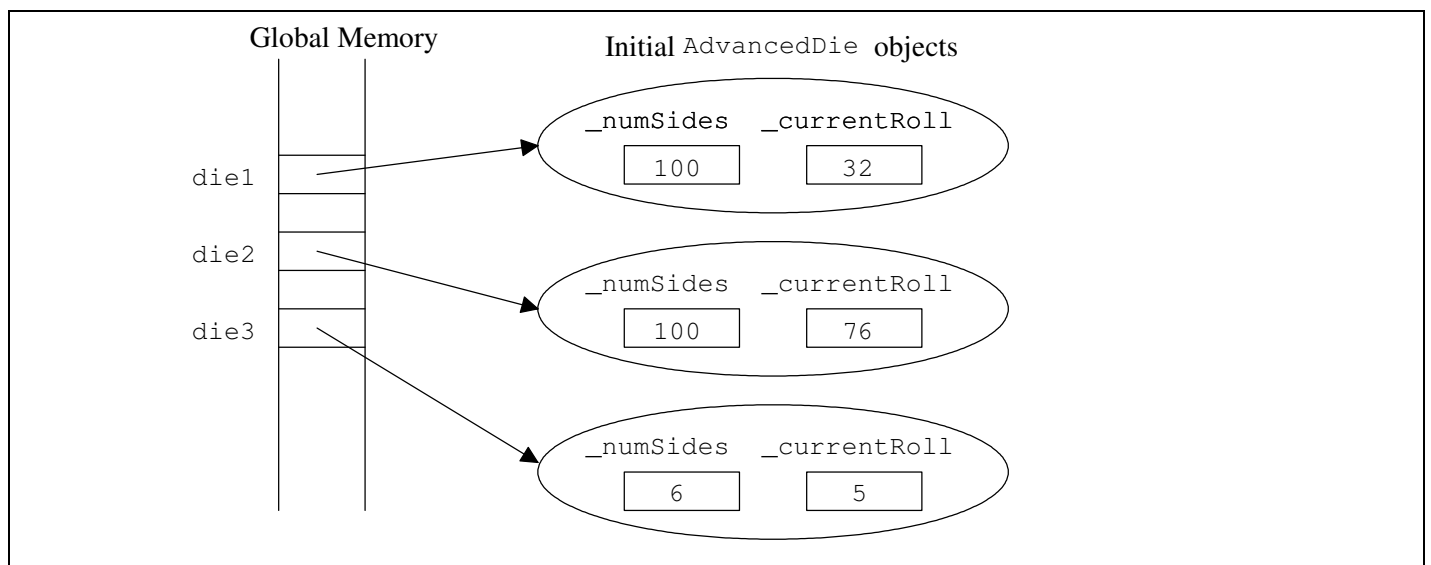 Global Memory
Initial AdvancedDie objects
_numSides _currentRoll
100 32
die1
_numSides _currentRoll
100 76
die2
_numSides _currentRoll
6 5
die3